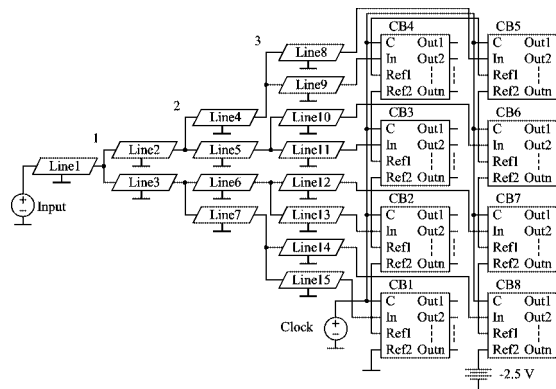 3
Line8
Line9
2
Line4
Line10
1
Line2
Line5
Line11
Line1
Line3
Line6
Line12
Input
Line7
Line13
Line14
Line15
Clock
CB4
C Out1
In Out2
Ref1
Ref2 Outn
CB5
C Out1
In Out2
Ref1
Ref2 Outn
CB3
C Out1
In Out2
Ref1
Ref2 Outn
CB6
C Out1
In Out2
Ref1
Ref2 Outn
CB2
C Out1
In Out2
Ref1
Ref2 Outn
CB7
C Out1
In Out2
Ref1
Ref2 Outn
CB1
C Out1
In Out2
Ref1
Ref2 Outn
CB8
C Out1
In Out2
Ref1
Ref2 Outn
-2.5 V